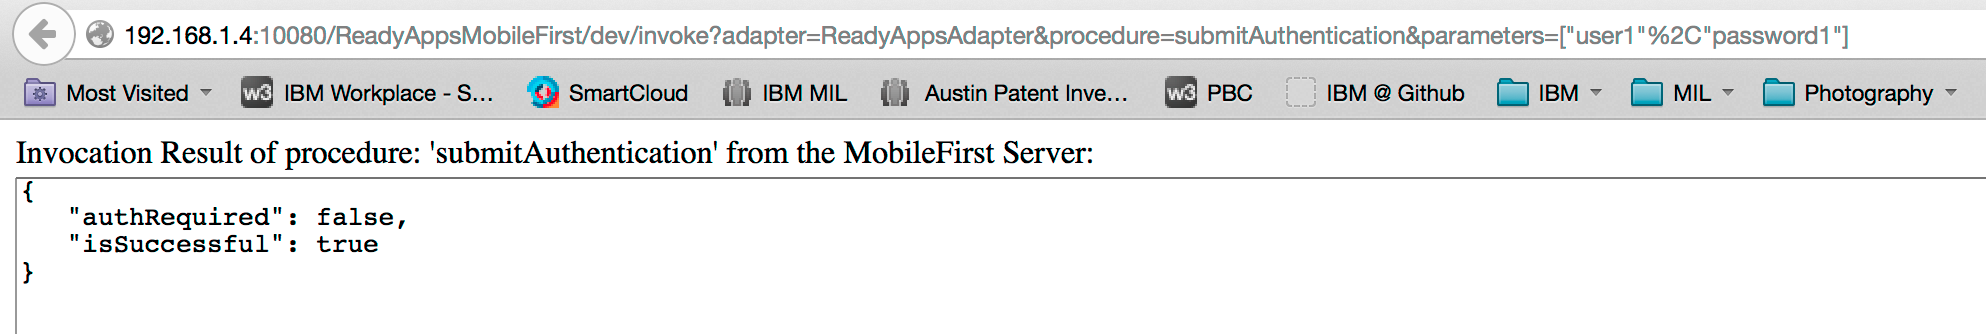 192.168.1.4:10080/ReadyAppsMobileFirst/dev/invoke?adapter=ReadyAppsAdapter&procedure=submitAuthentication&parameters=["user1"%2C"password1"]
Most Visited w3 IBM Workplace - S... SmartCloud IBM MIL Austin Patent Inve... w3 PBC IBM @ Github IBM MIL Photography
Invocation Result of procedure: 'submitAuthentication' from the MobileFirst Server:
{
"authRequired": false,
"isSuccessful": true
}